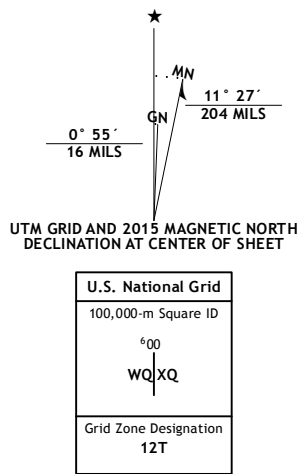 ★
MN
GN
11° 27´
204 MILS
0° 55´
16 MILS
UTM GRID AND 2015 MAGNETIC NORTH
DECLINATION AT CENTER OF SHEET
U.S. National Grid
100,000-m Square ID
⁶00
WQ XQ
Grid Zone Designation
12T